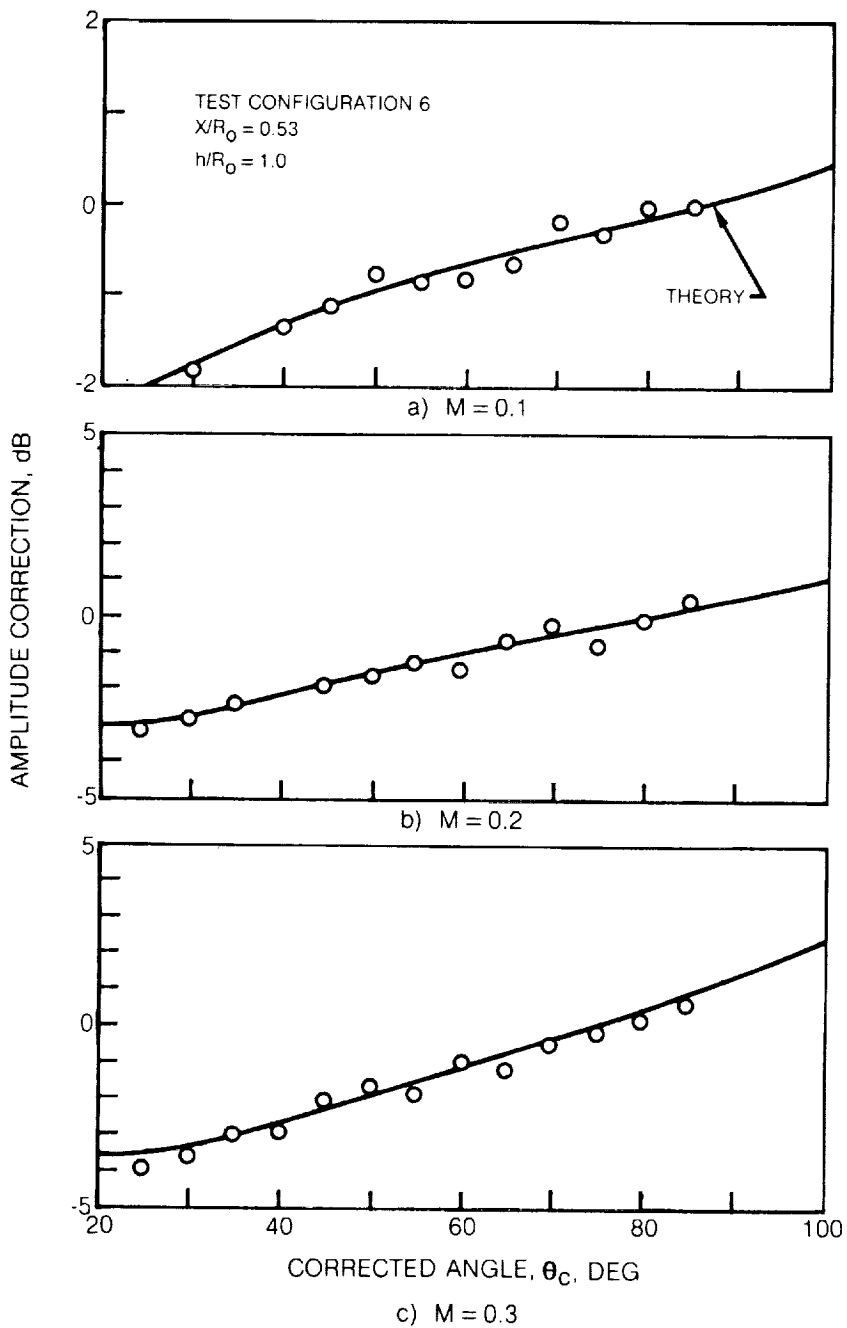 2
TEST CONFIGURATION 6
X/R₀ = 0.53
h/R₀ = 1.0
0
THEORY
-2
a) M = 0.1
AMPLITUDE CORRECTION, dB
5
0
-5
b) M = 0.2
5
0
-5
20 40 60 80 100
CORRECTED ANGLE, θc, DEG
c) M = 0.3